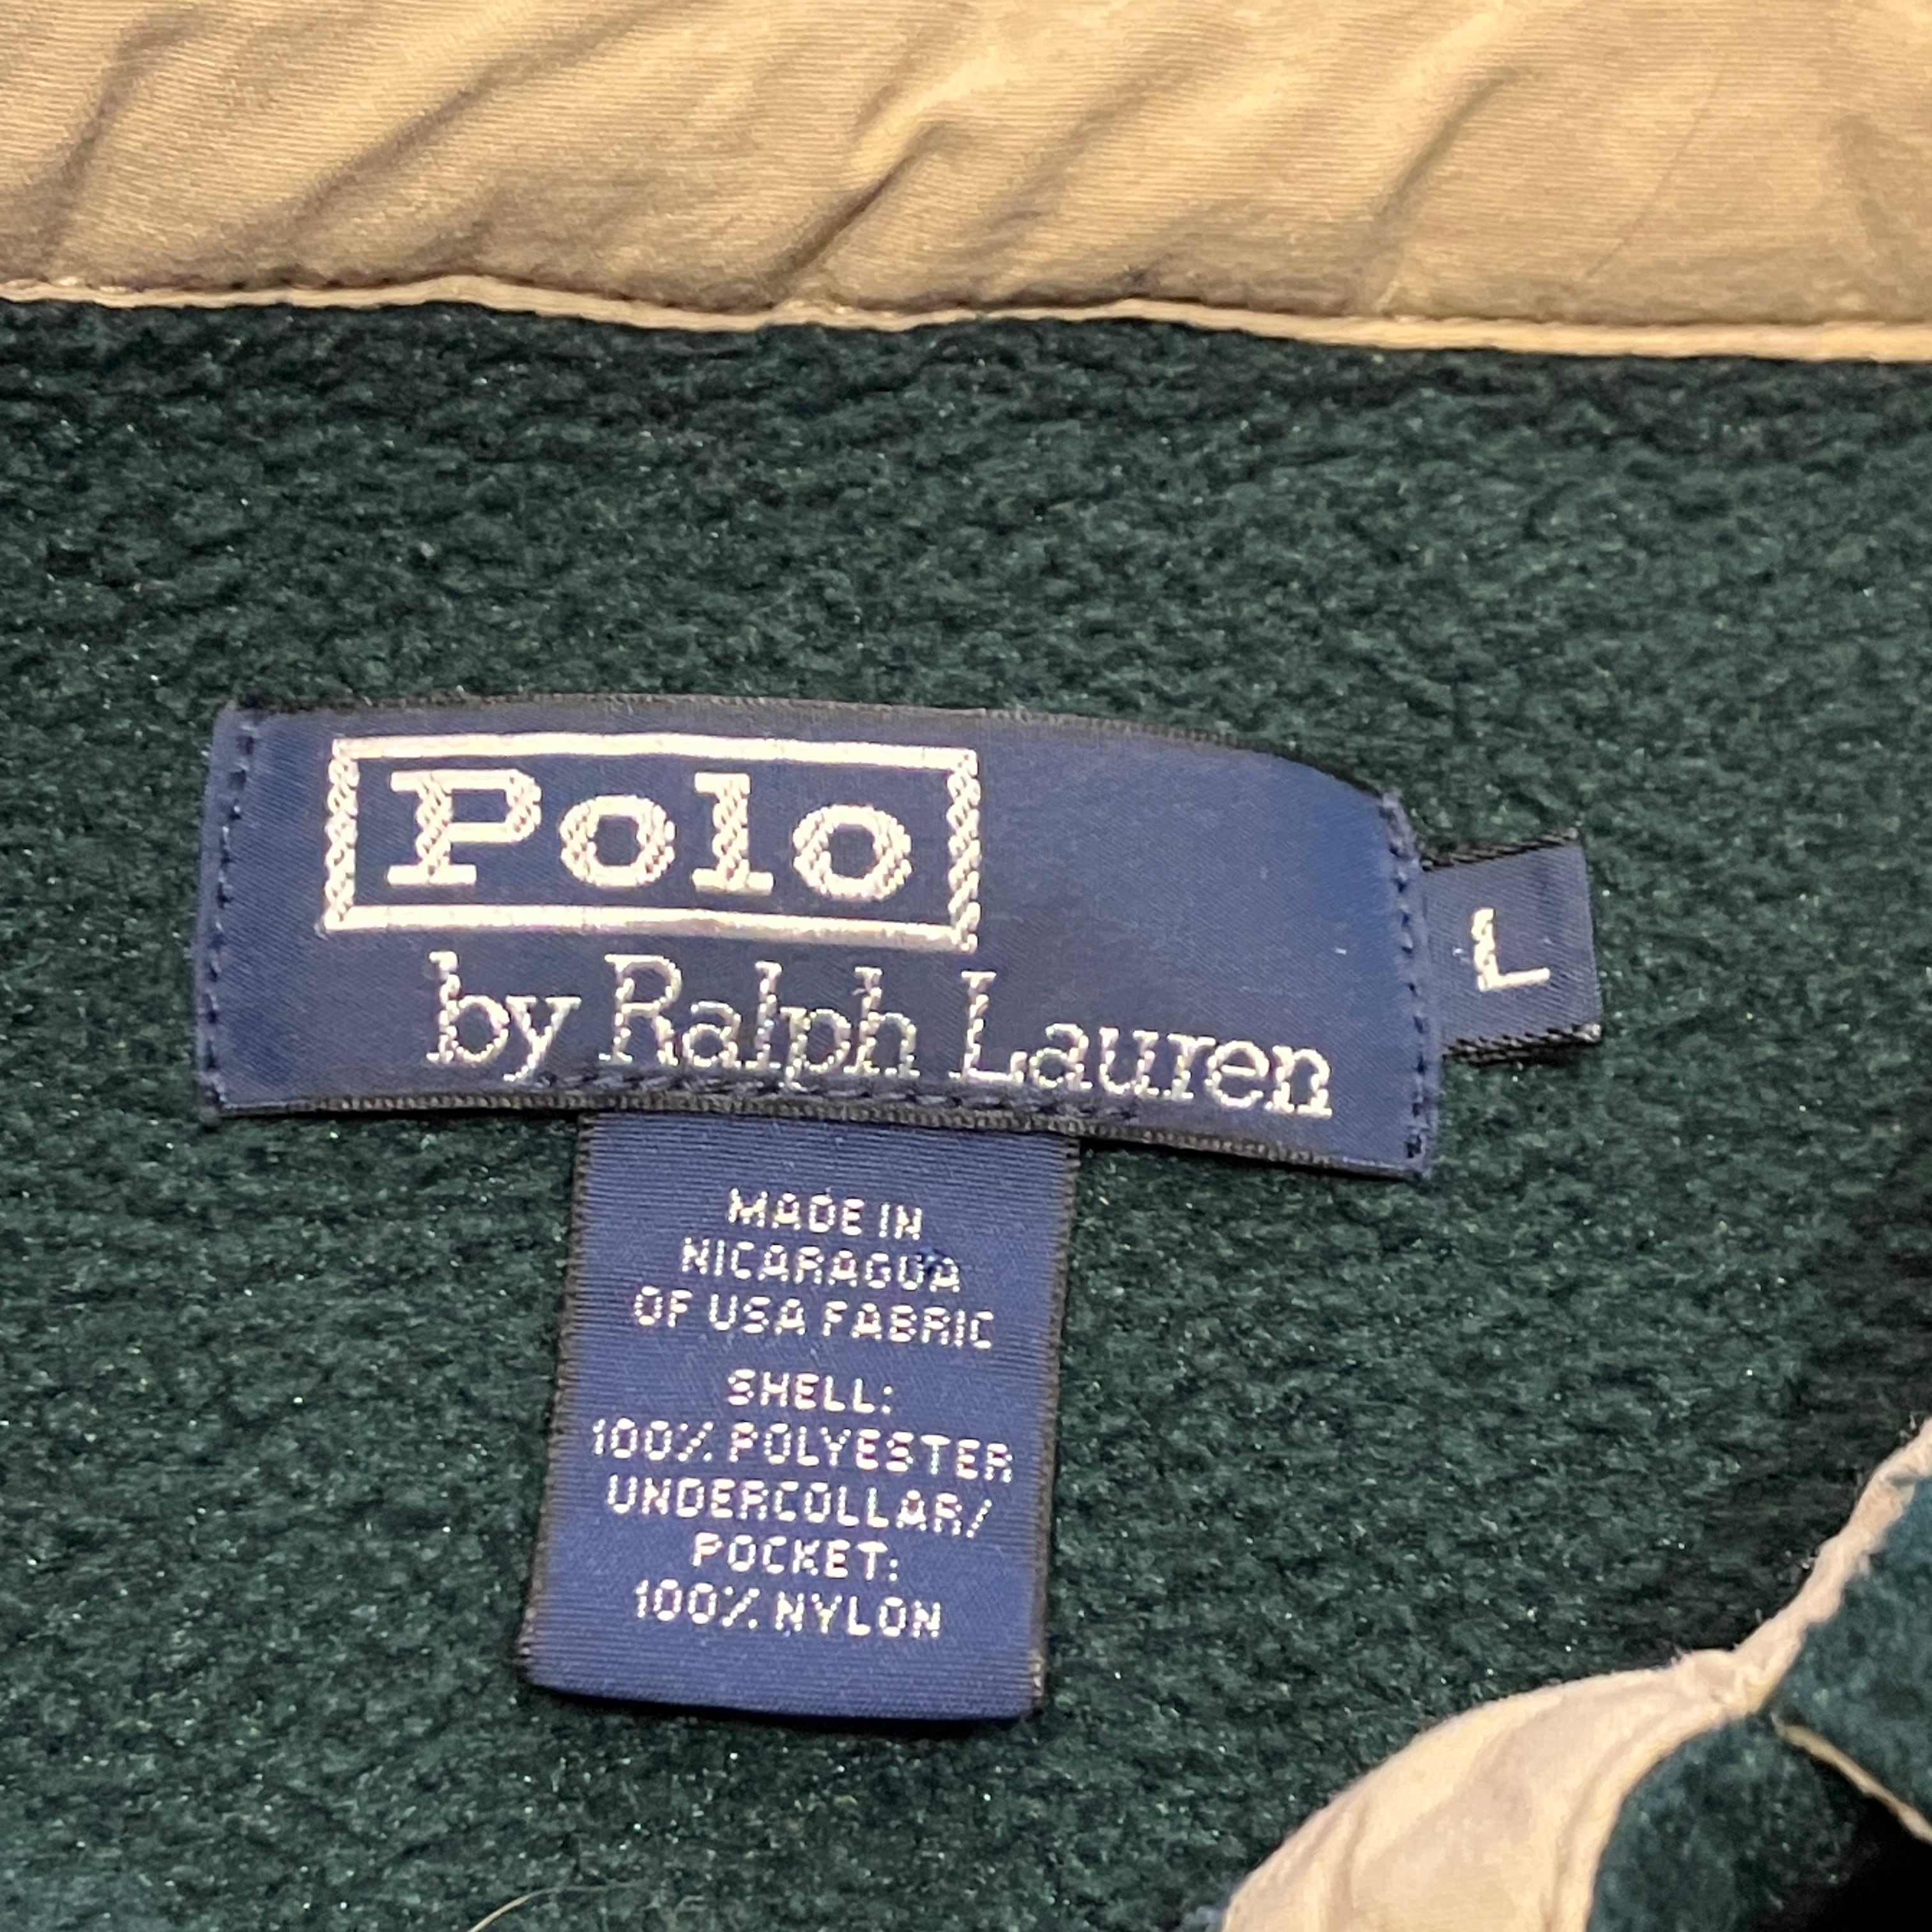 Polo
by Ralph Lauren
L
MADE IN
NICARAGUA
OF USA FABRIC
SHELL:
100% POLYESTER
UNDERCOLLAR/
POCKET:
100% NYLON